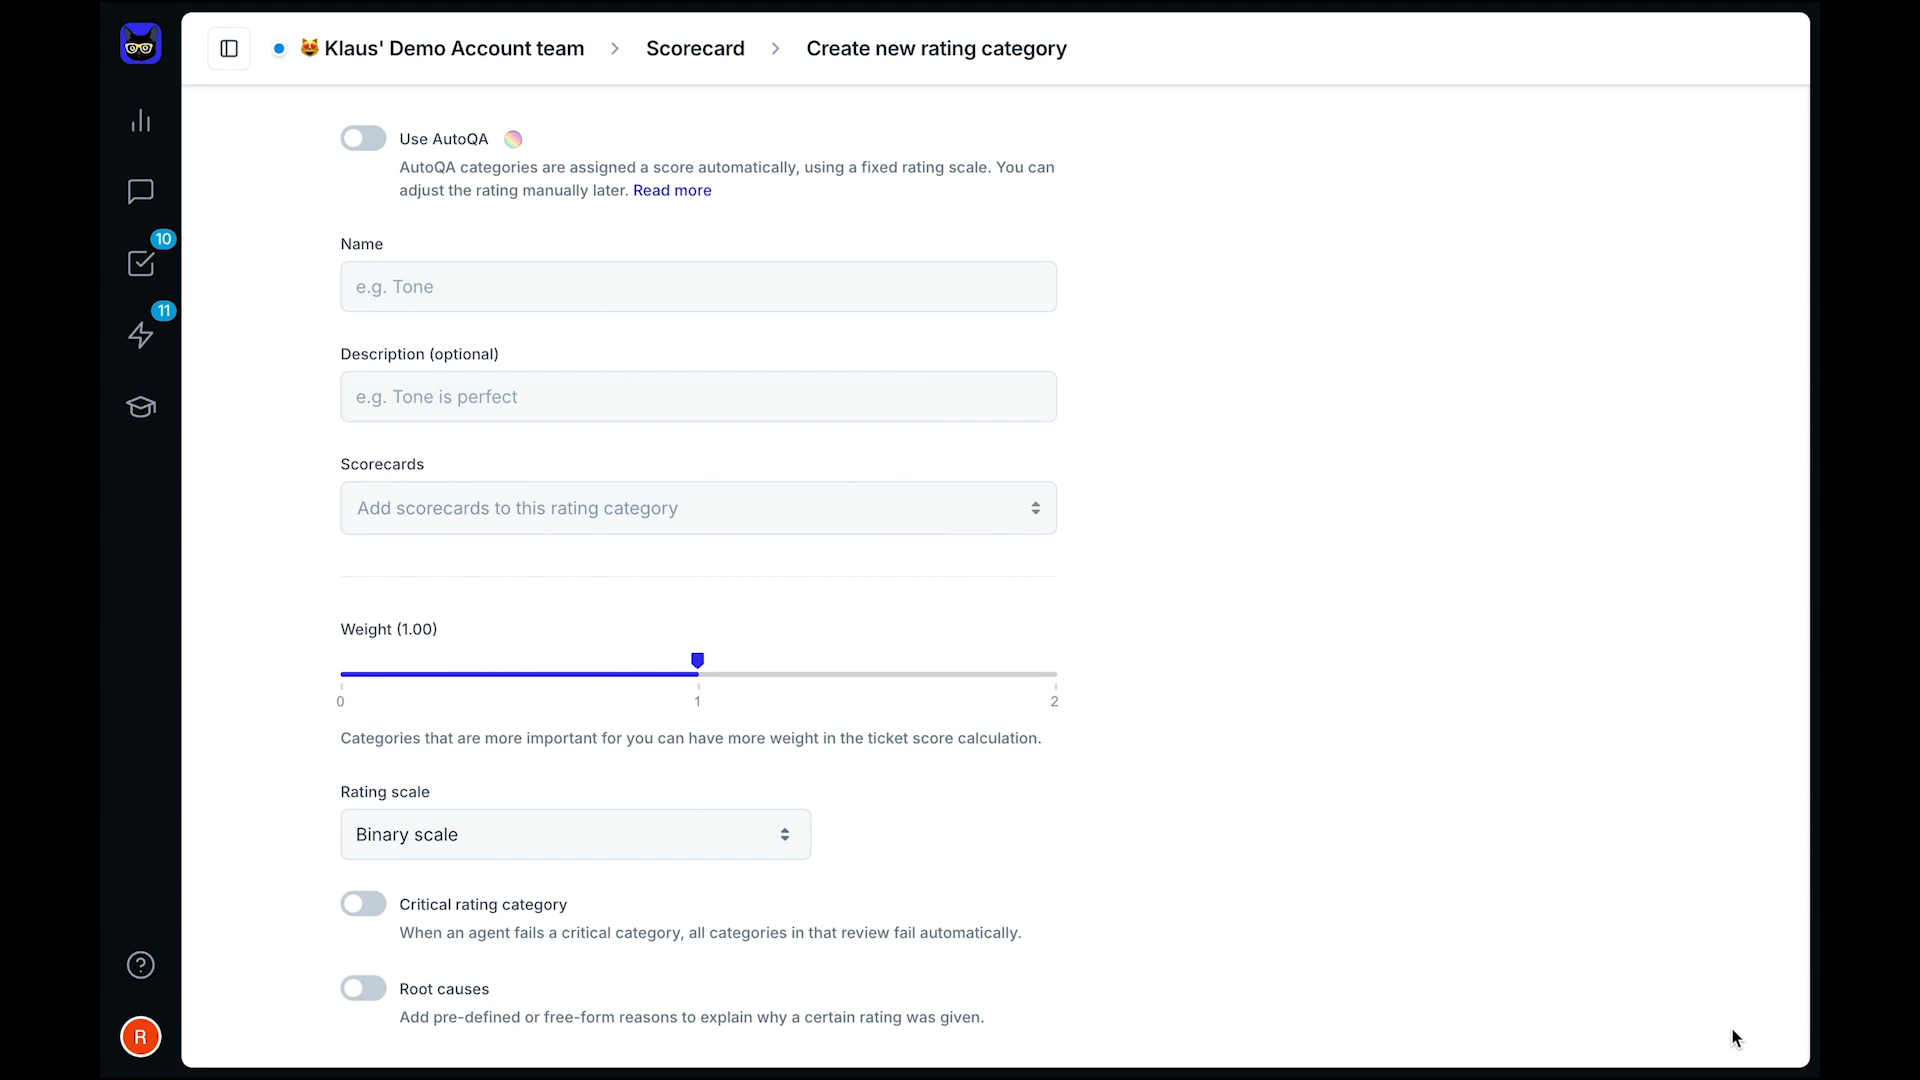 😻 Klaus' Demo Account team > Scorecard > Create new rating category
Use AutoQA
AutoQA categories are assigned a score automatically, using a fixed rating scale. You can
adjust the rating manually later. Read more
10
Name
e.g. Tone
11
Description (optional)
e.g. Tone is perfect
Scorecards
Add scorecards to this rating category
Weight (1.00)
0 1 2
Categories that are more important for you can have more weight in the ticket score calculation.
Rating scale
Binary scale
Critical rating category
When an agent fails a critical category, all categories in that review fail automatically.
Root causes
Add pre-defined or free-form reasons to explain why a certain rating was given.
R